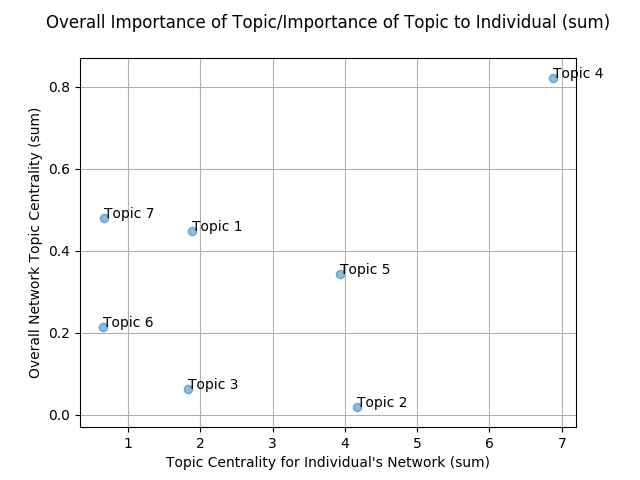 Overall Importance of Topic/Importance of Topic to Individual (sum)
Topic 4
0.8
0.6
Topic 7
Topic 1
0.4
Topic 5
Topic 6
0.2
Topic 3
Topic 2
0.0
Overall Network Topic Centrality (sum)
1 2 3 4 5 6 7
Topic Centrality for Individual's Network (sum)